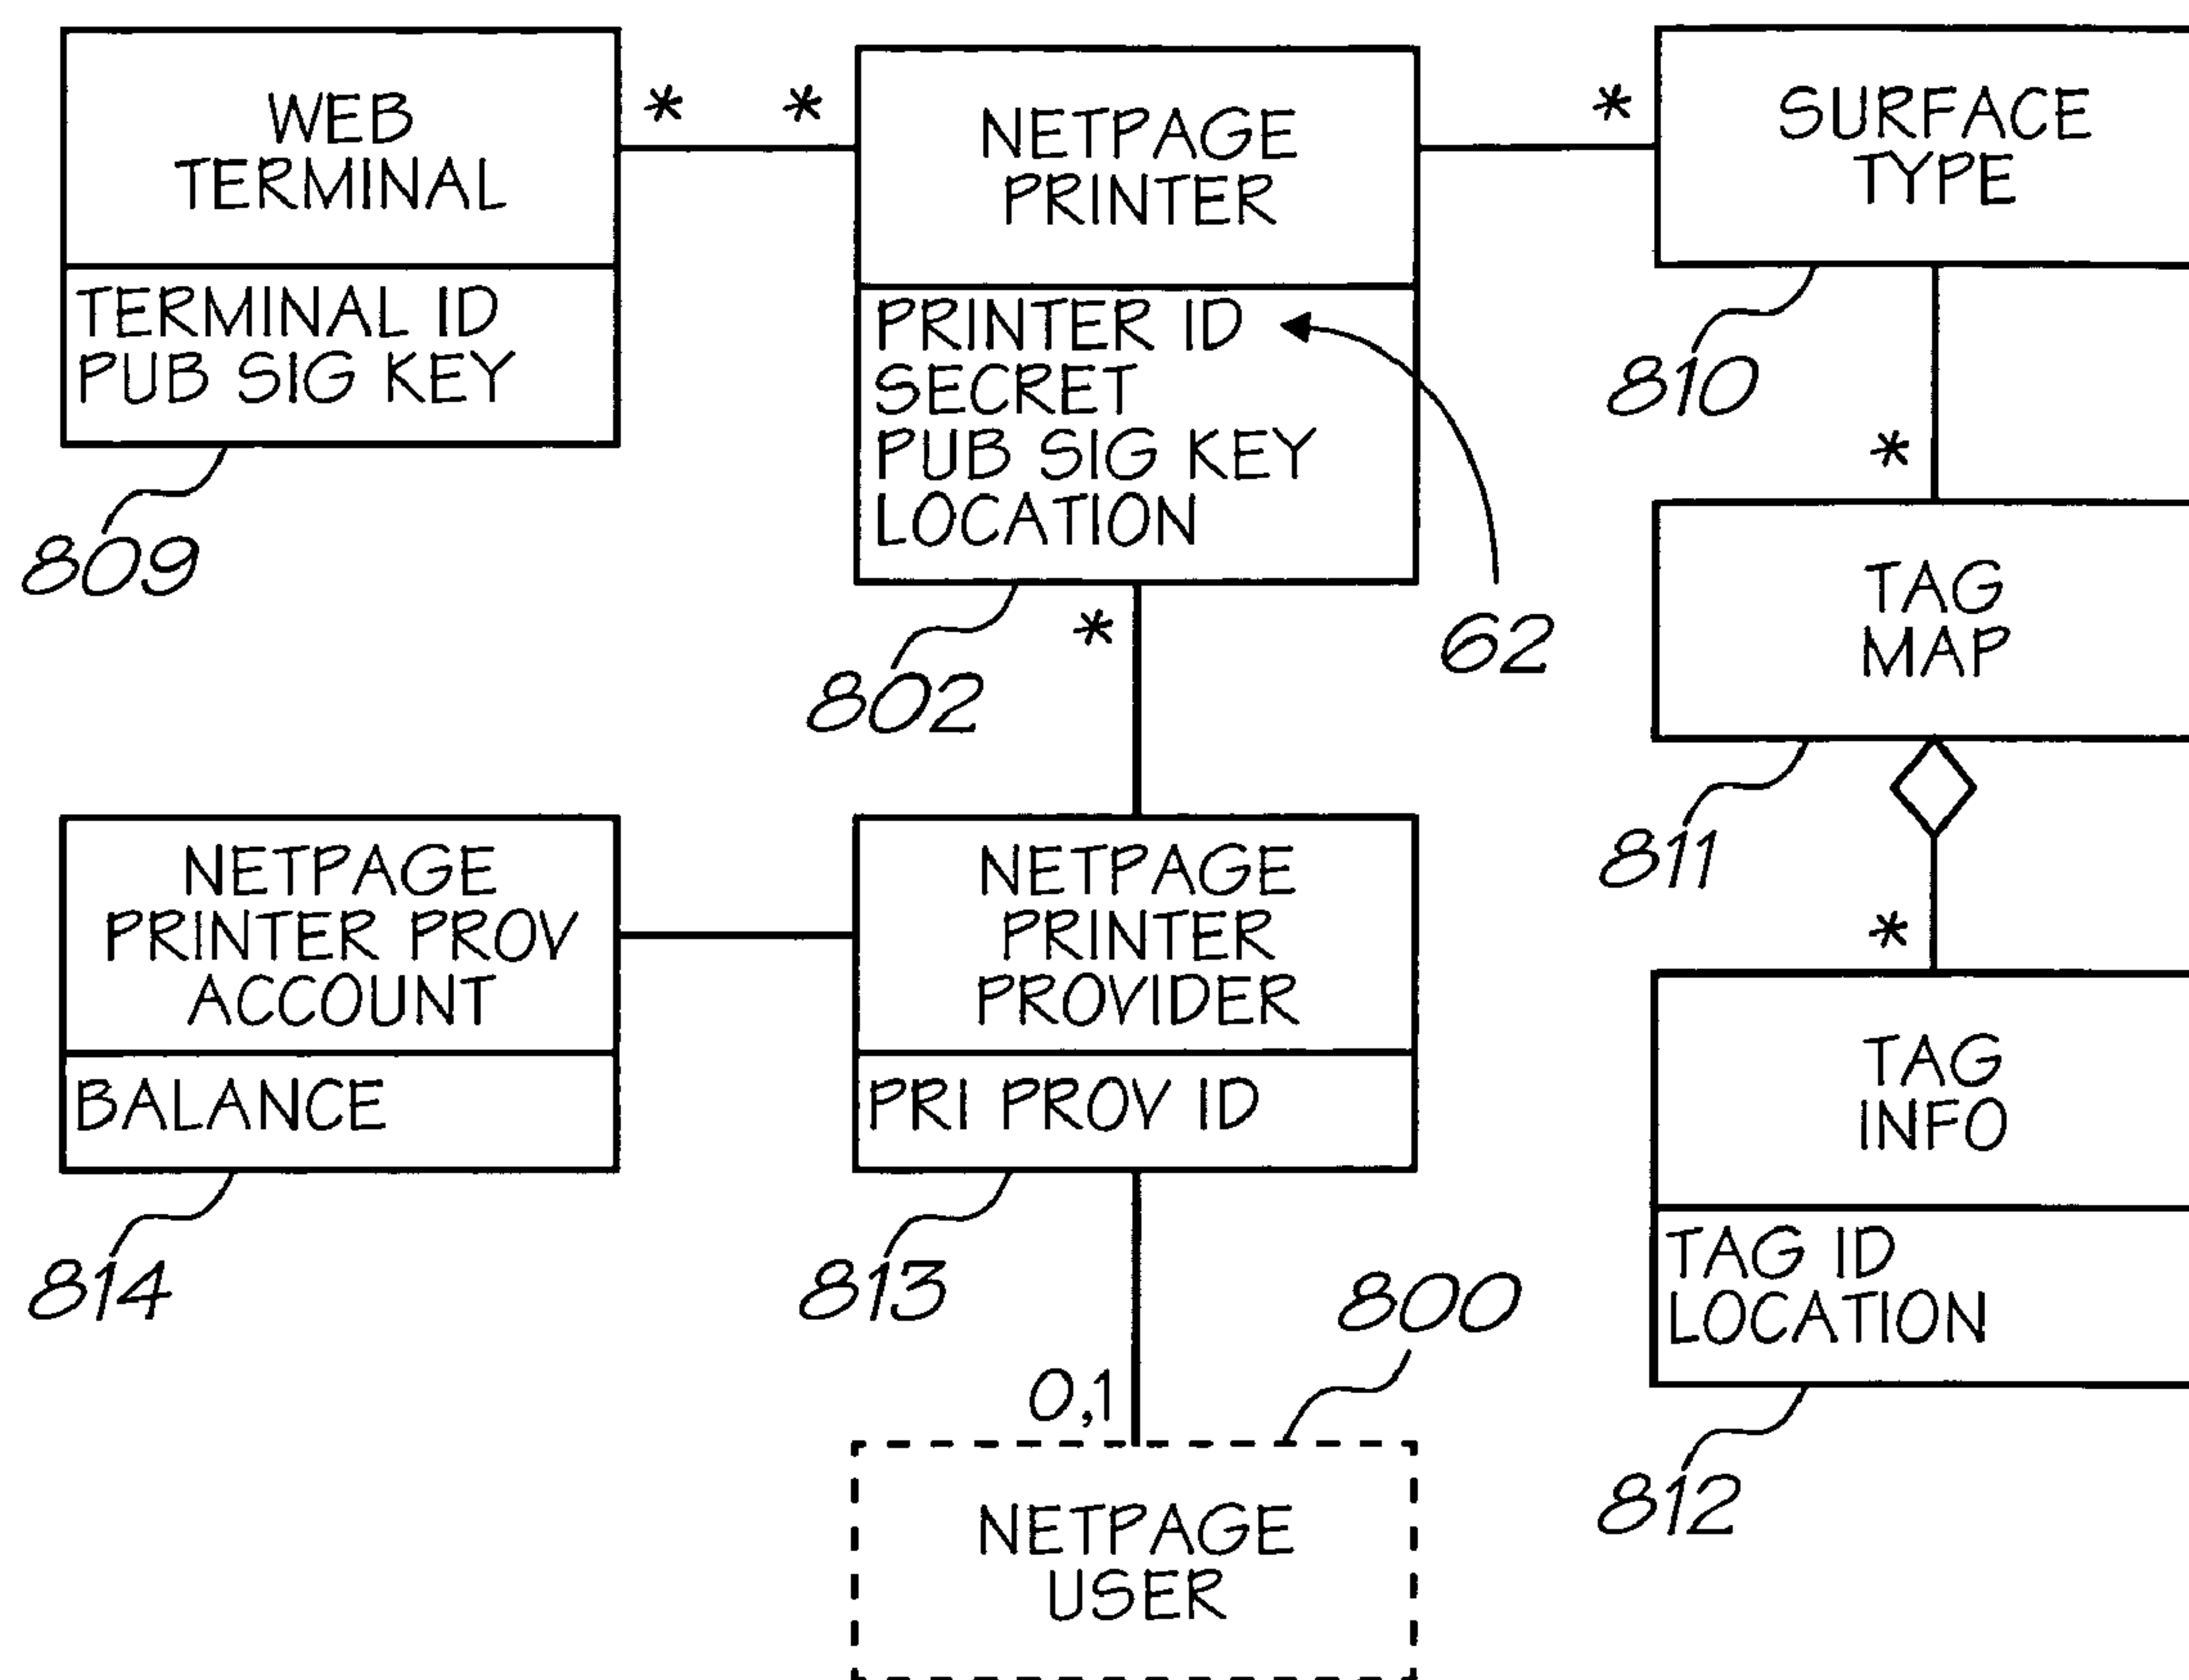 WEB
TERMINAL
TERMINAL ID
PUB SIG KEY
809
*
*
NETPAGE
PRINTER
PRINTER ID
SECRET
PUB SIG KEY
LOCATION
802
62
*
*
SURFACE
TYPE
810
*
TAG
MAP
811
*
TAG
INFO
TAG ID
LOCATION
812
NETPAGE
PRINTER PROV
ACCOUNT
BALANCE
814
NETPAGE
PRINTER
PROVIDER
PRI PROV ID
813
0,1
800
NETPAGE
USER